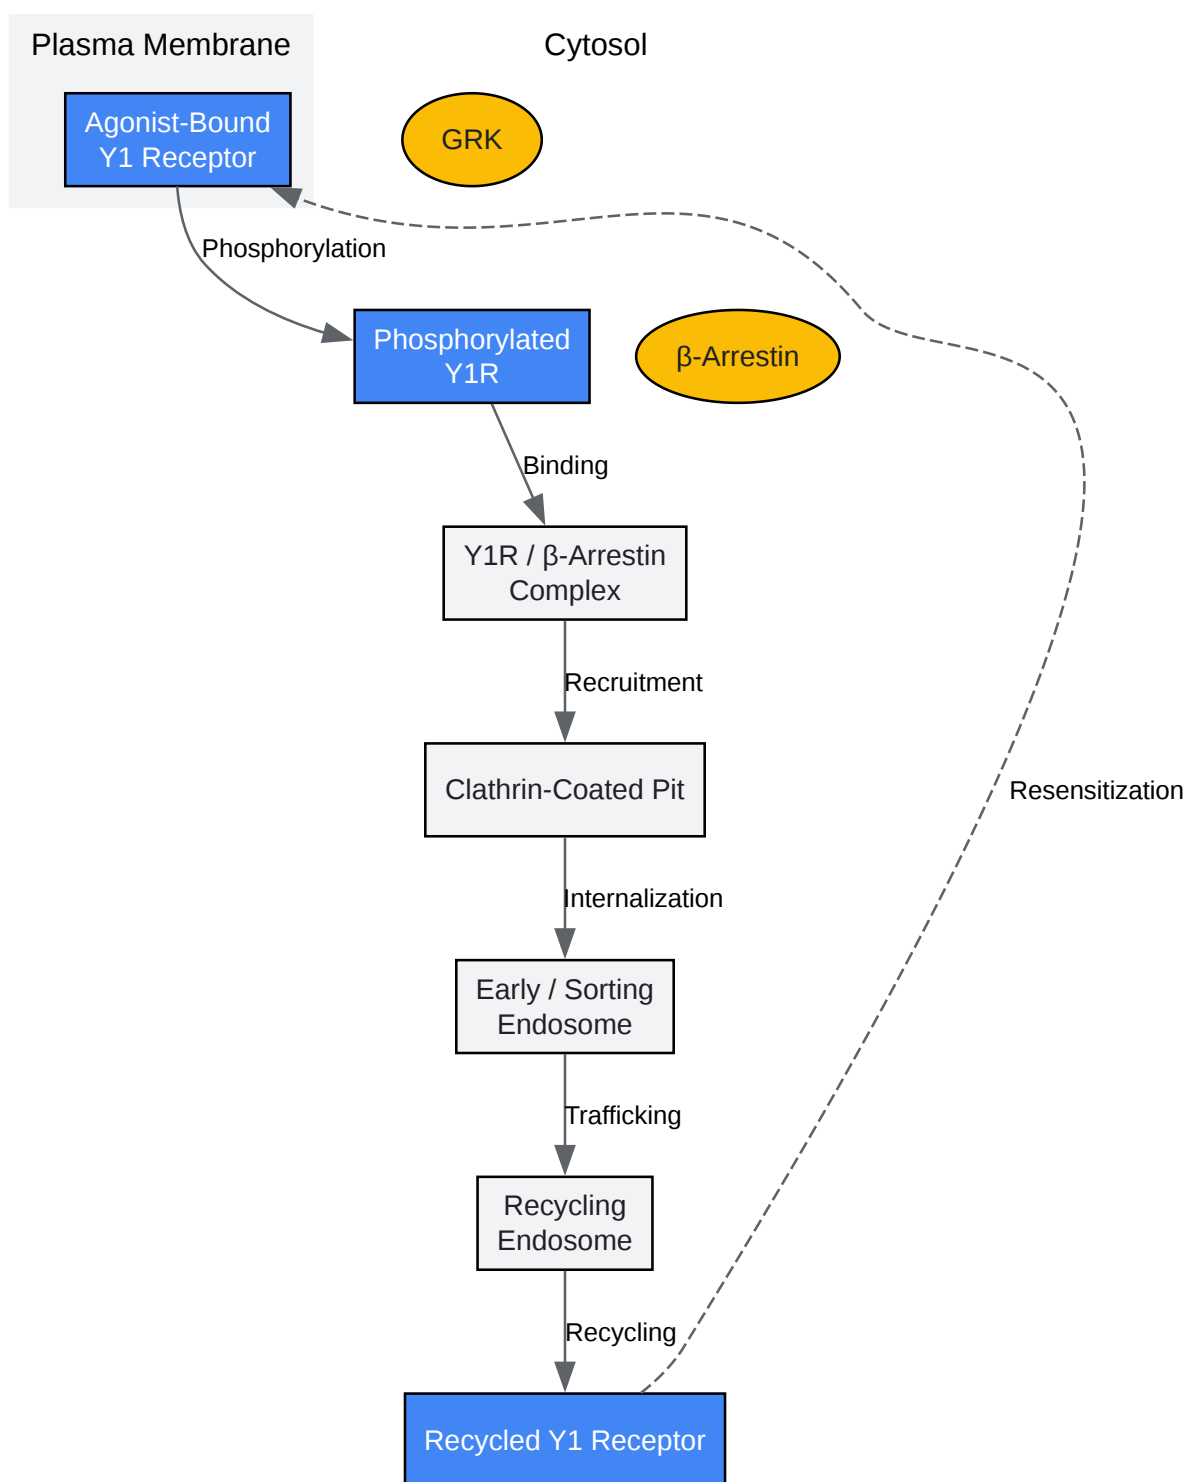 Plasma Membrane
Cytosol
Agonist-Bound
Y1 Receptor
GRK
Phosphorylation
Phosphorylated
Y1R
β-Arrestin
Binding
Y1R / β-Arrestin
Complex
Recruitment
Clathrin-Coated Pit
Resensitization
Internalization
Early / Sorting
Endosome
Trafficking
Recycling
Endosome
Recycling
Recycled Y1 Receptor